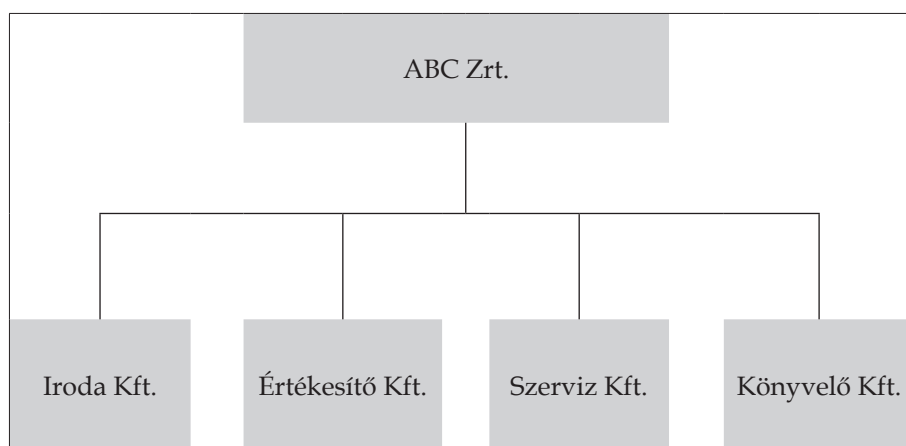 ABC Zrt.
Iroda Kft.
Értékesítő Kft.
Szerviz Kft.
Könyvelő Kft.